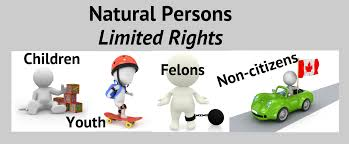 Natural Persons
Limited Rights
Children
Youth
Felons
Non-citizens